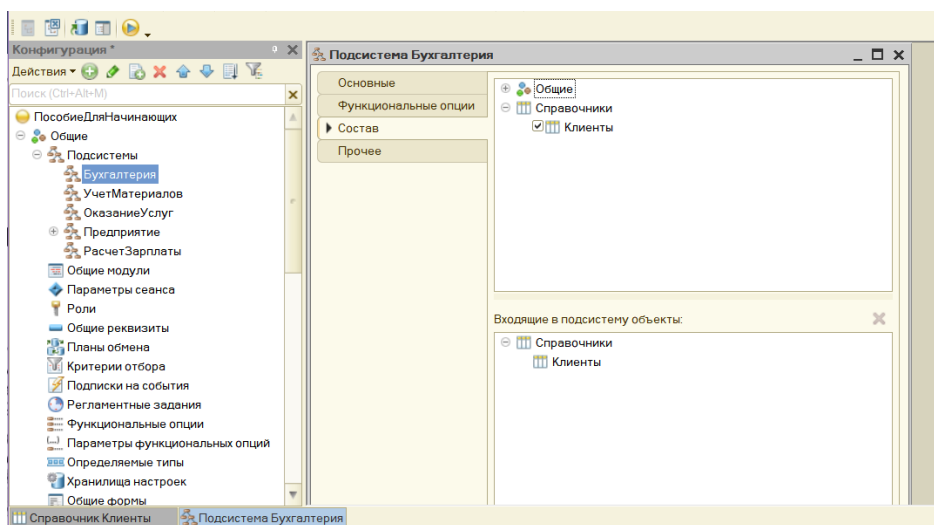 Конфигурация *
Действия
Поиск (Ctrl+Alt+M)
ПособиеДляНачинающих
Общие
Подсистемы
Бухгалтерия
УчетМатериалов
ОказаниеУслуг
Предприятие
РасчетЗарплаты
Общие модули
Параметры сеанса
Роли
Общие реквизиты
Планы обмена
Критерии отбора
Подписки на события
Регламентные задания
Функциональные опции
Параметры функциональных опций
Определяемые типы
Хранилища настроек
Общие формы
Подсистема Бухгалтерия
Основные
Функциональные опции
Состав
Прочее
Общие
Справочники
Клиенты
Входящие в подсистему объекты:
Справочники
Клиенты
Справочник Клиенты
Подсистема Бухгалтерия